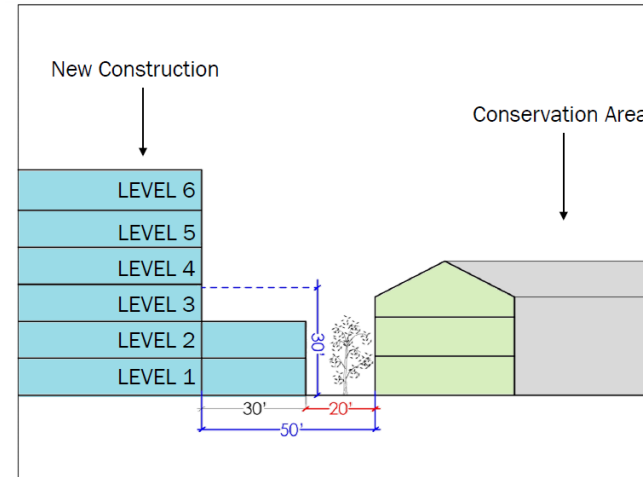 New Construction
Conservation Area
LEVEL 6
LEVEL 5
LEVEL 4
LEVEL 3
LEVEL 2
LEVEL 1
30'
30'
20'
50'